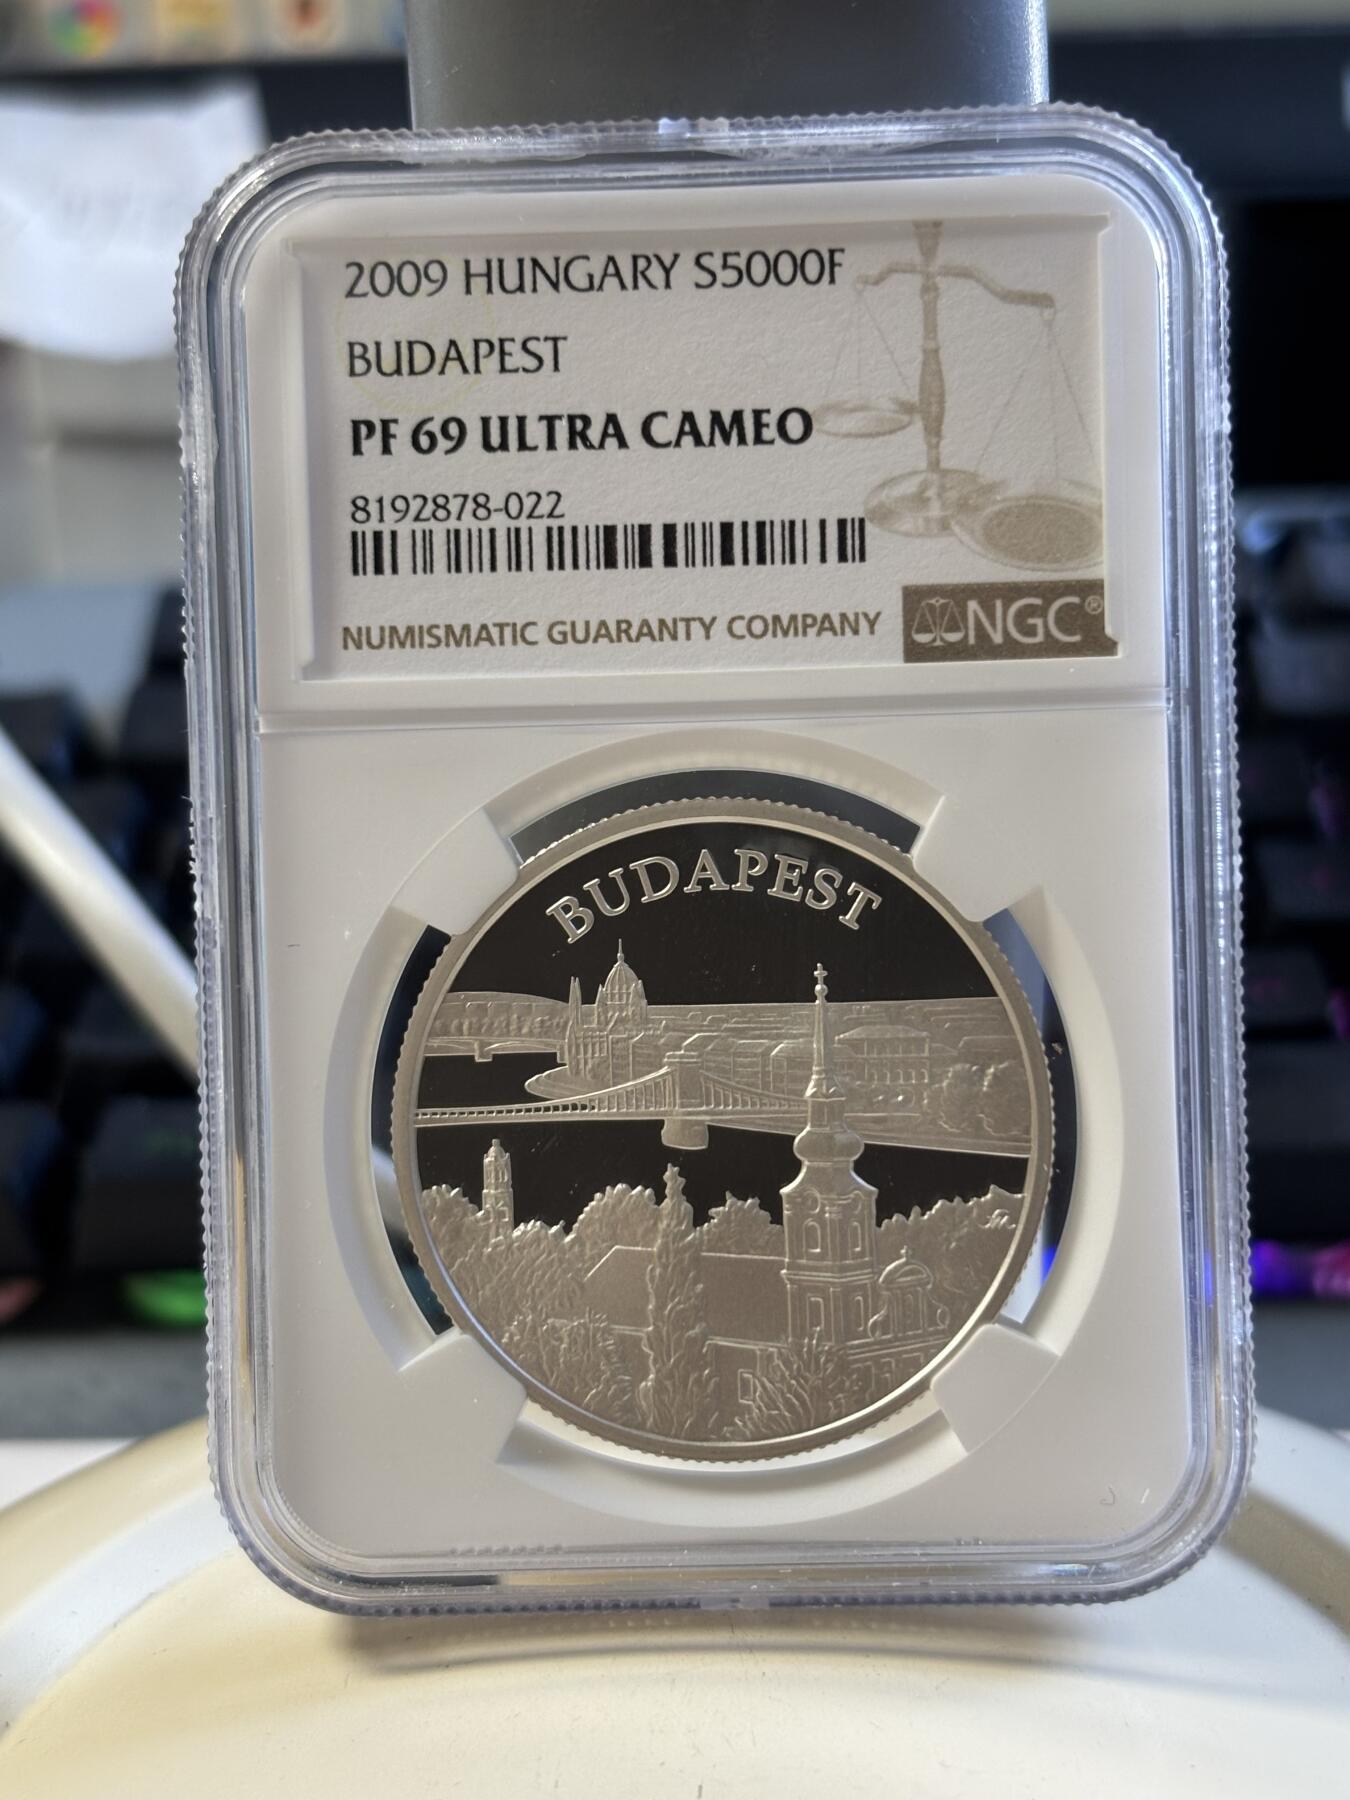 2009 HUNGARY S5000F
BUDAPEST
PF 69 ULTRA CAMEO
8192878-022
NUMISMATIC GUARANTY COMPANY NGC®
BUDAPEST